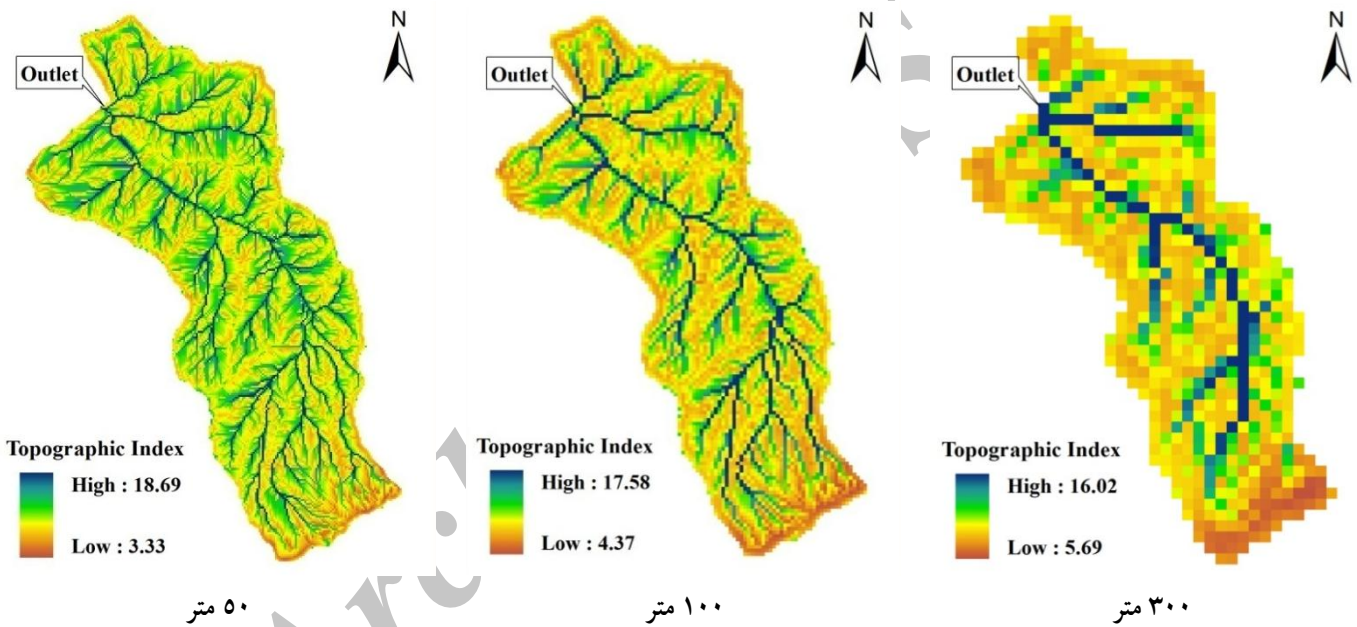 N
Outlet
Topographic Index
High : 18.69
Low : 3.33
۵۰ متر
N
Outlet
Topographic Index
High : 17.58
Low : 4.37
۱۰۰ متر
N
Outlet
Topographic Index
High : 16.02
Low : 5.69
۳۰۰ متر